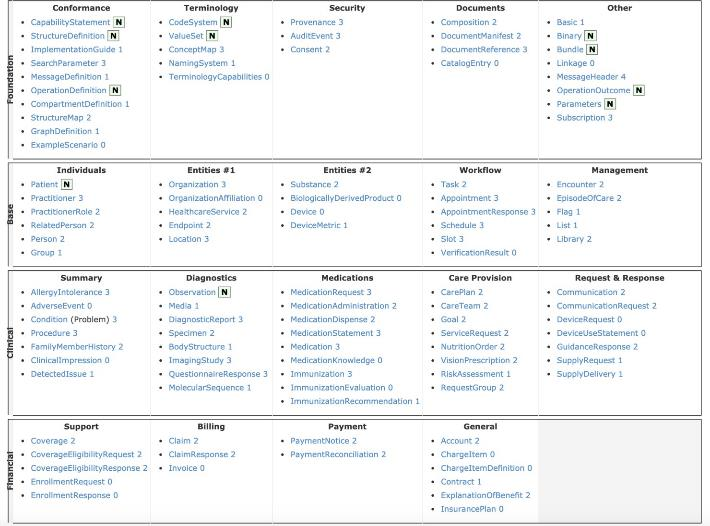 Foundation
Conformance
CapabilityStatement N
StructureDefinition N
ImplementationGuide 1
SearchParameter 3
MessageDefinition 1
OperationDefinition N
CompartmentDefinition 1
StructureMap 2
GraphDefinition 1
ExampleScenario 0
Terminology
CodeSystem N
ValueSet N
ConceptMap 3
NamingSystem 1
TerminologyCapabilities 0
Security
Provenance 3
AuditEvent 3
Consent 2
Documents
Composition 2
DocumentManifest 2
DocumentReference 3
CatalogEntry 0
Other
Basic 1
Binary N
Bundle N
Linkage 0
MessageHeader 4
OperationOutcome N
Parameters N
Subscription 3
Base
Individuals
Patient N
Practitioner 3
PractitionerRole 2
RelatedPerson 2
Person 2
Group 1
Entities #1
Organization 3
OrganizationAffiliation 0
HealthcareService 2
Endpoint 2
Location 3
Entities #2
Substance 2
BiologicallyDerivedProduct 0
Device 0
DeviceMetric 1
Workflow
Task 2
Appointment 3
AppointmentResponse 3
Schedule 3
Slot 3
VerificationResult 0
Management
Encounter 2
EpisodeOfCare 2
Flag 1
List 1
Library 2
Clinical
Summary
AllergyIntolerance 3
AdverseEvent 0
Condition (Problem) 3
Procedure 3
FamilyMemberHistory 2
ClinicalImpression 0
DetectedIssue 1
Diagnostics
Observation N
Media 1
DiagnosticReport 3
Specimen 2
BodyStructure 1
ImagingStudy 3
QuestionnaireResponse 3
MolecularSequence 1
Medications
MedicationRequest 3
MedicationAdministration 2
MedicationDispense 2
MedicationStatement 3
Medication 3
MedicationKnowledge 0
Immunization 3
ImmunizationEvaluation 0
ImmunizationRecommendation 1
Care Provision
CarePlan 2
CareTeam 2
Goal 2
ServiceRequest 2
NutritionOrder 2
VisionPrescription 2
RiskAssessment 1
RequestGroup 2
Request & Response
Communication 2
CommunicationRequest 2
DeviceRequest 0
DeviceUseStatement 0
GuidanceResponse 2
SupplyRequest 1
SupplyDelivery 1
Financial
Support
Coverage 2
CoverageEligibilityRequest 2
CoverageEligibilityResponse 2
EnrollmentRequest 0
EnrollmentResponse 0
Billing
Claim 2
ClaimResponse 2
Invoice 0
Payment
PaymentNotice 2
PaymentReconciliation 2
General
Account 2
ChargeItem 0
ChargeItemDefinition 0
Contract 1
ExplanationOfBenefit 2
InsurancePlan 0